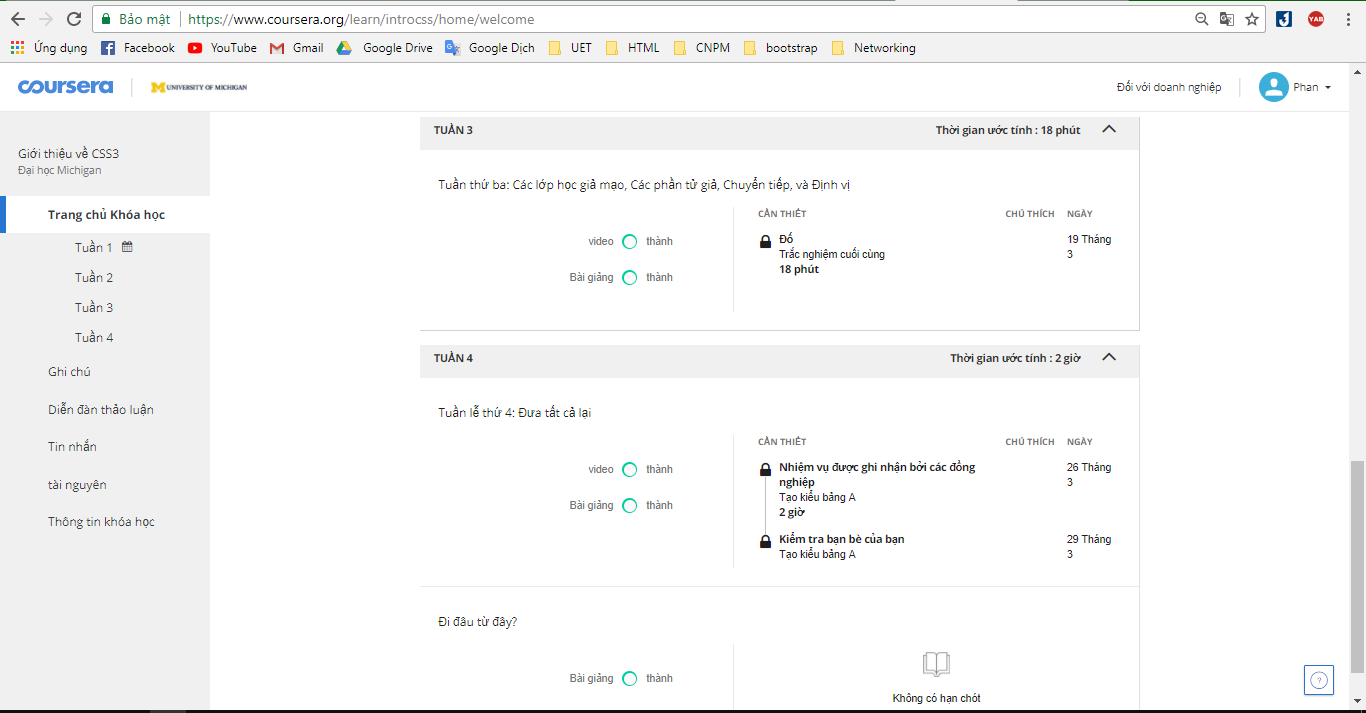 Bảo mật https://www.coursera.org/learn/introcss/home/welcome YAB
Ứng dụng Facebook YouTube Gmail Google Drive Google Dịch UET HTML CNPM bootstrap Networking
coursera UNIVERSITY OF MICHIGAN Đối với doanh nghiệp Phan
Giới thiệu về CSS3
Đại học Michigan
Trang chủ Khóa học
Tuần 1
Tuần 2
Tuần 3
Tuần 4
Ghi chú
Diễn đàn thảo luận
Tin nhắn
tài nguyên
Thông tin khóa học
TUẦN 3 Thời gian ước tính : 18 phút
Tuần thứ ba: Các lớp học giả mạo, Các phần tử giả, Chuyển tiếp, và Định vị
CẦN THIẾT CHÚ THÍCH NGÀY
video thành
Bài giảng thành
Đố 19 Tháng
Trắc nghiệm cuối cùng 3
18 phút
TUẦN 4 Thời gian ước tính : 2 giờ
Tuần lễ thứ 4: Đưa tất cả lại
CẦN THIẾT CHÚ THÍCH NGÀY
video thành
Bài giảng thành
Nhiệm vụ được ghi nhận bởi các đồng 26 Tháng
nghiệp 3
Tạo kiểu bảng A
2 giờ
Kiểm tra bạn bè của bạn 29 Tháng
Tạo kiểu bảng A 3
Đi đâu từ đây?
Bài giảng thành
Không có hạn chót
?